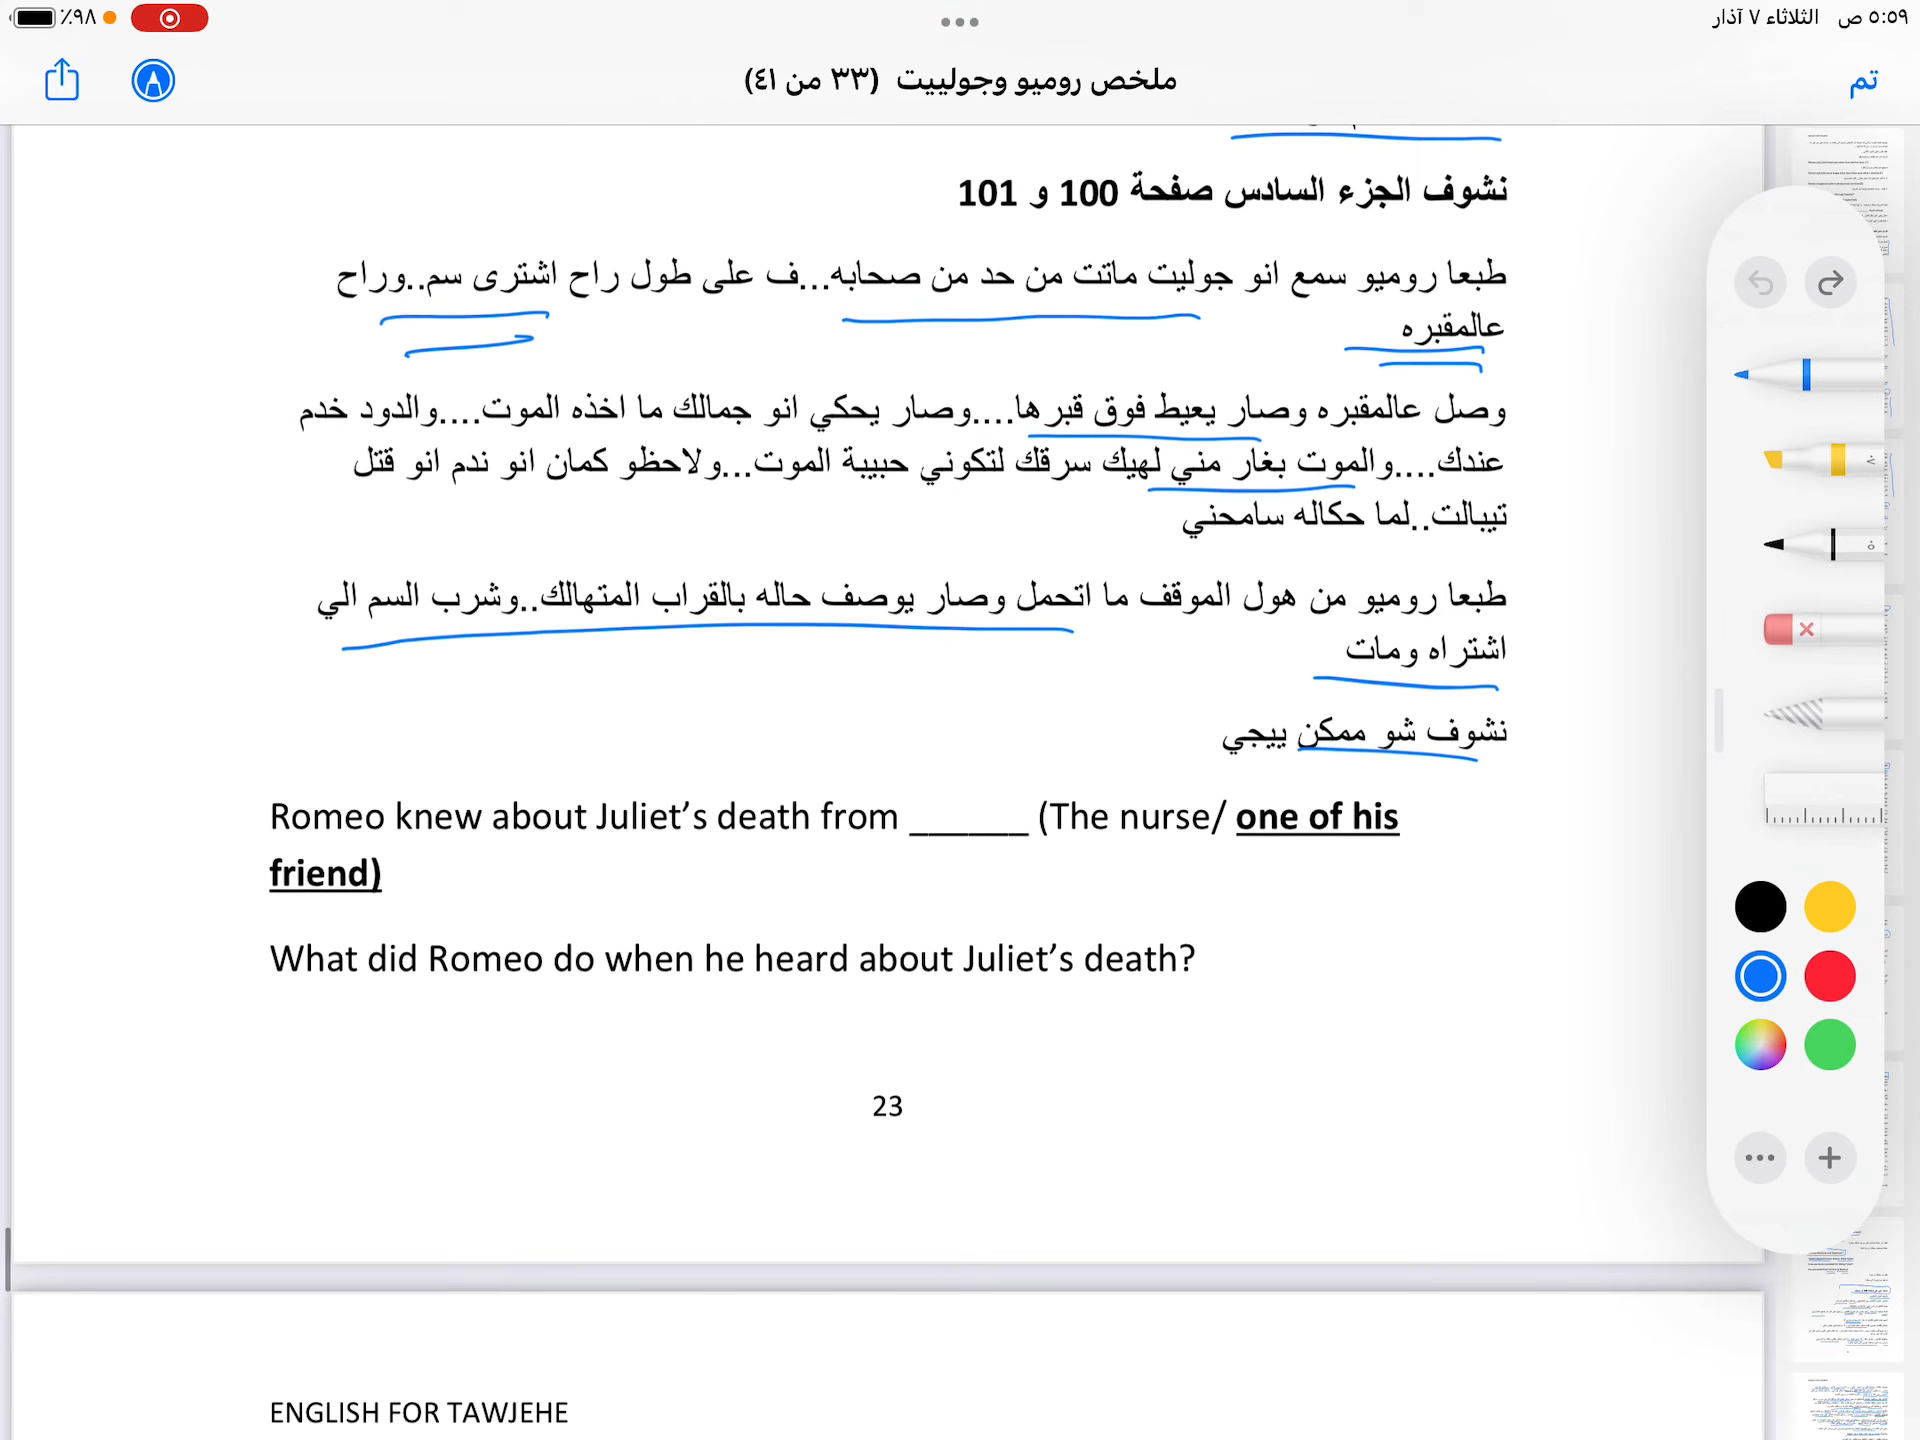 ٥:٥٩ ص الثلاثاء ٧ آذار
٪٩٨
تم
ملخص روميو وجولييت (٣٣ من ٤١)
نشوف الجزء السادس صفحة 100 و 101
طبعا روميو سمع انو جوليت ماتت من حد من صحابه...ف على طول راح اشترى سم..وراح
عالمقبره
وصل عالمقبره وصار يعيط فوق قبرها....وصار يحكي انو جمالك ما اخذه الموت....والدود خدم
عندك....والموت بغار مني لهيك سرقك لتكوني حبيبة الموت...ولاحظو كمان انو ندم انو قتل
تيبالت..لما حكاله سامحني
طبعا روميو من هول الموقف ما اتحمل وصار يوصف حاله بالقراب المتهالك..وشرب السم الي
اشتراه ومات
نشوف شو ممكن ييجي
Romeo knew about Juliet’s death from ______ (The nurse/ one of his
friend)
What did Romeo do when he heard about Juliet’s death?
23
ENGLISH FOR TAWJEHE